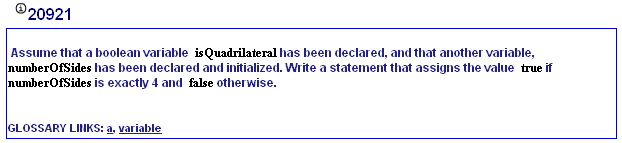 20921
Assume that a boolean variable isQuadrilateral has been declared, and that another variable,
numberOfSides has been declared and initialized. Write a statement that assigns the value true if
numberOfSides is exactly 4 and false otherwise.
GLOSSARY LINKS: a, variable